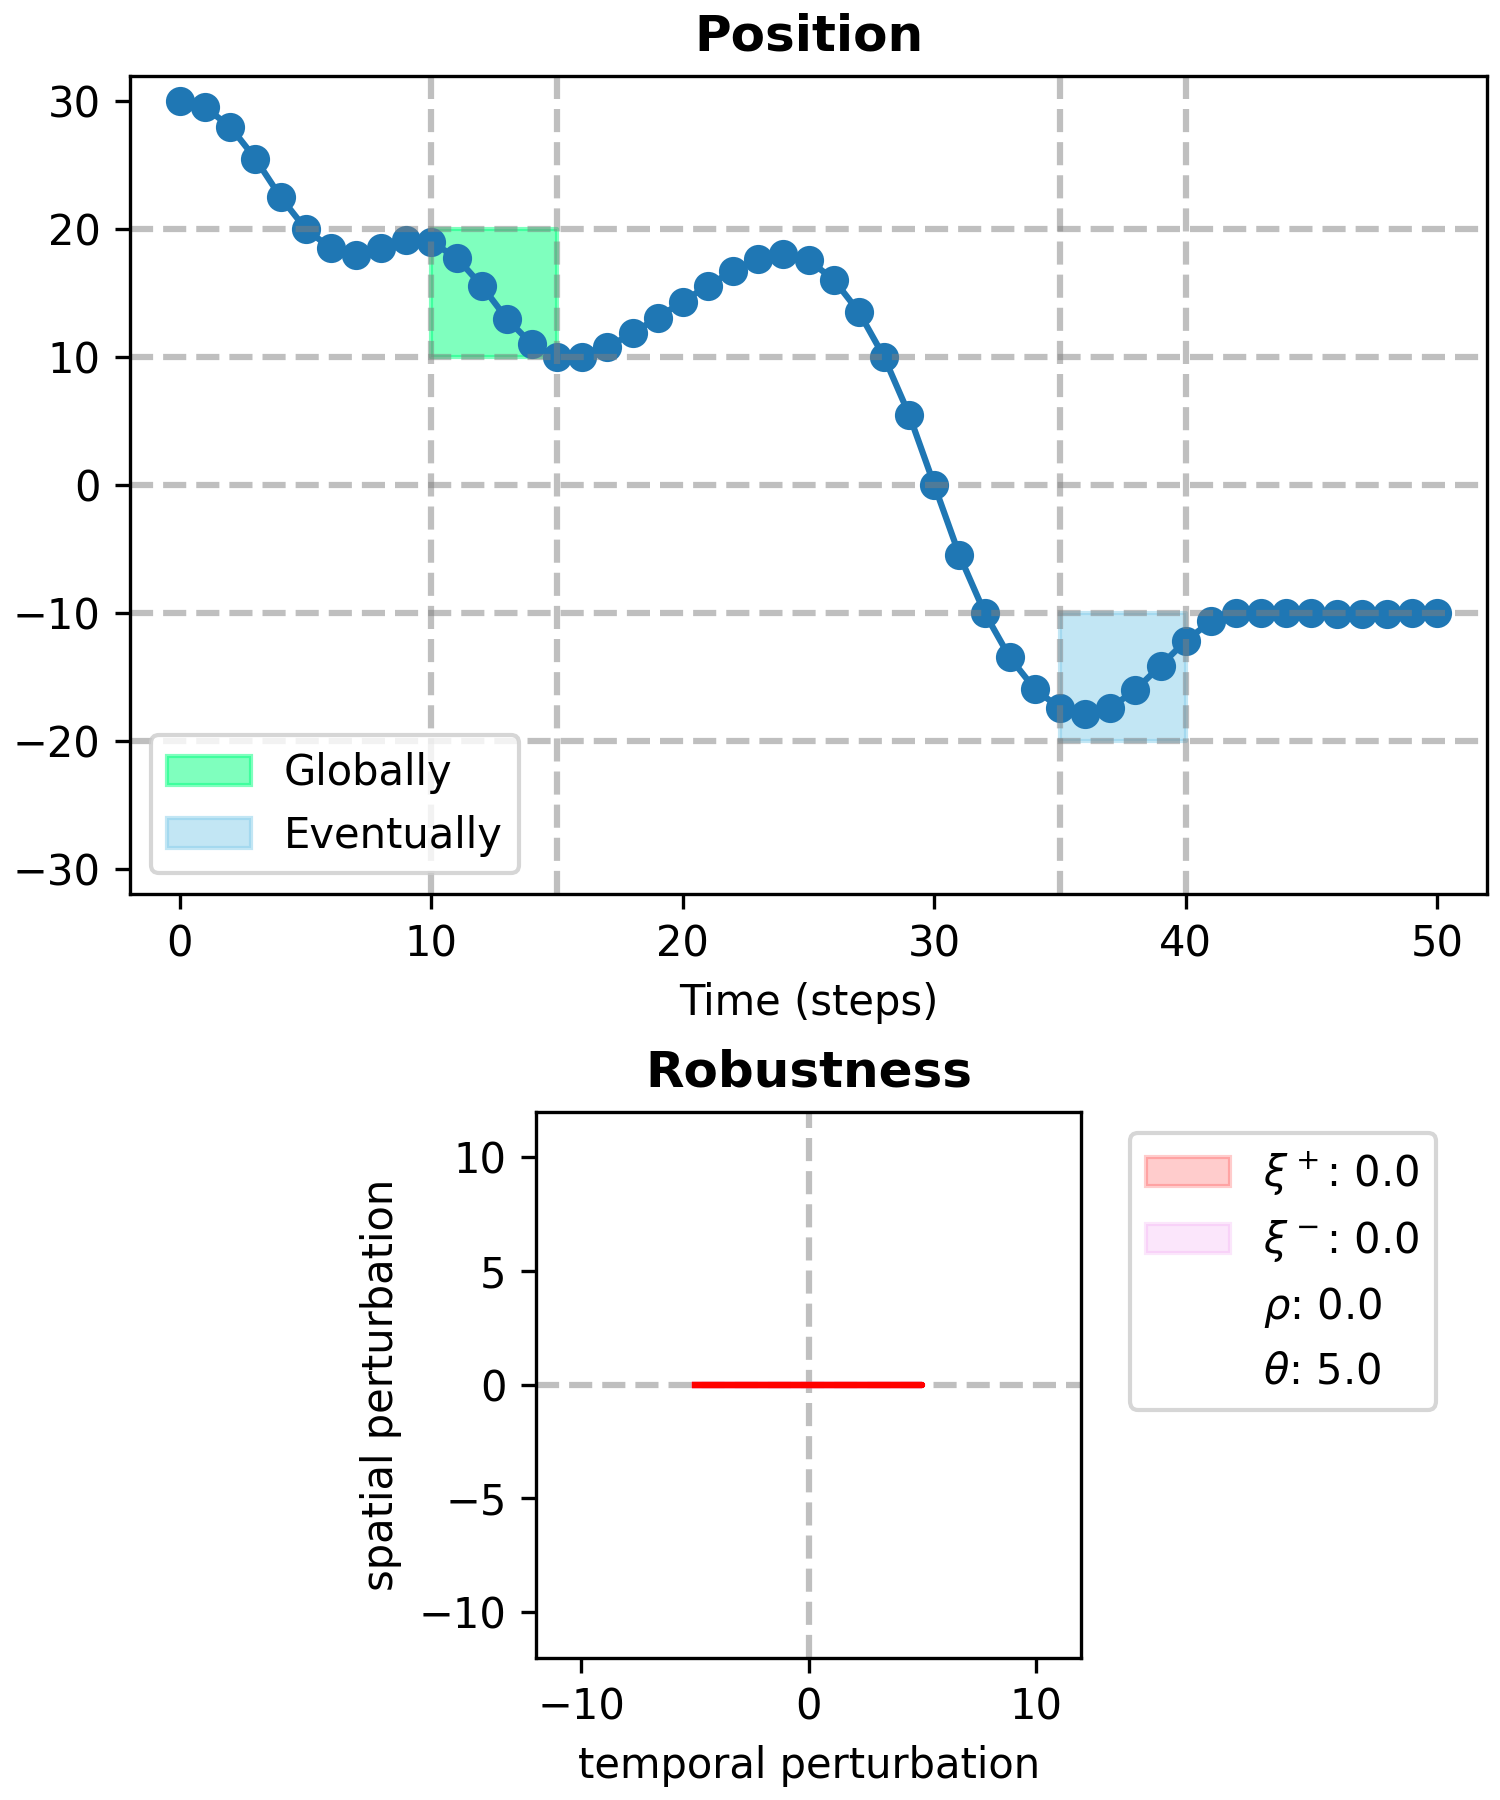 Position
30
20
10
0
−10
−20
−30
Globally
Eventually
0 10 20 30 40 50
Time (steps)
Robustness
10
5
0
−5
−10
spatial perturbation
−10 0 10
temporal perturbation
ξ⁺: 0.0
ξ⁻: 0.0
ρ: 0.0
θ: 5.0